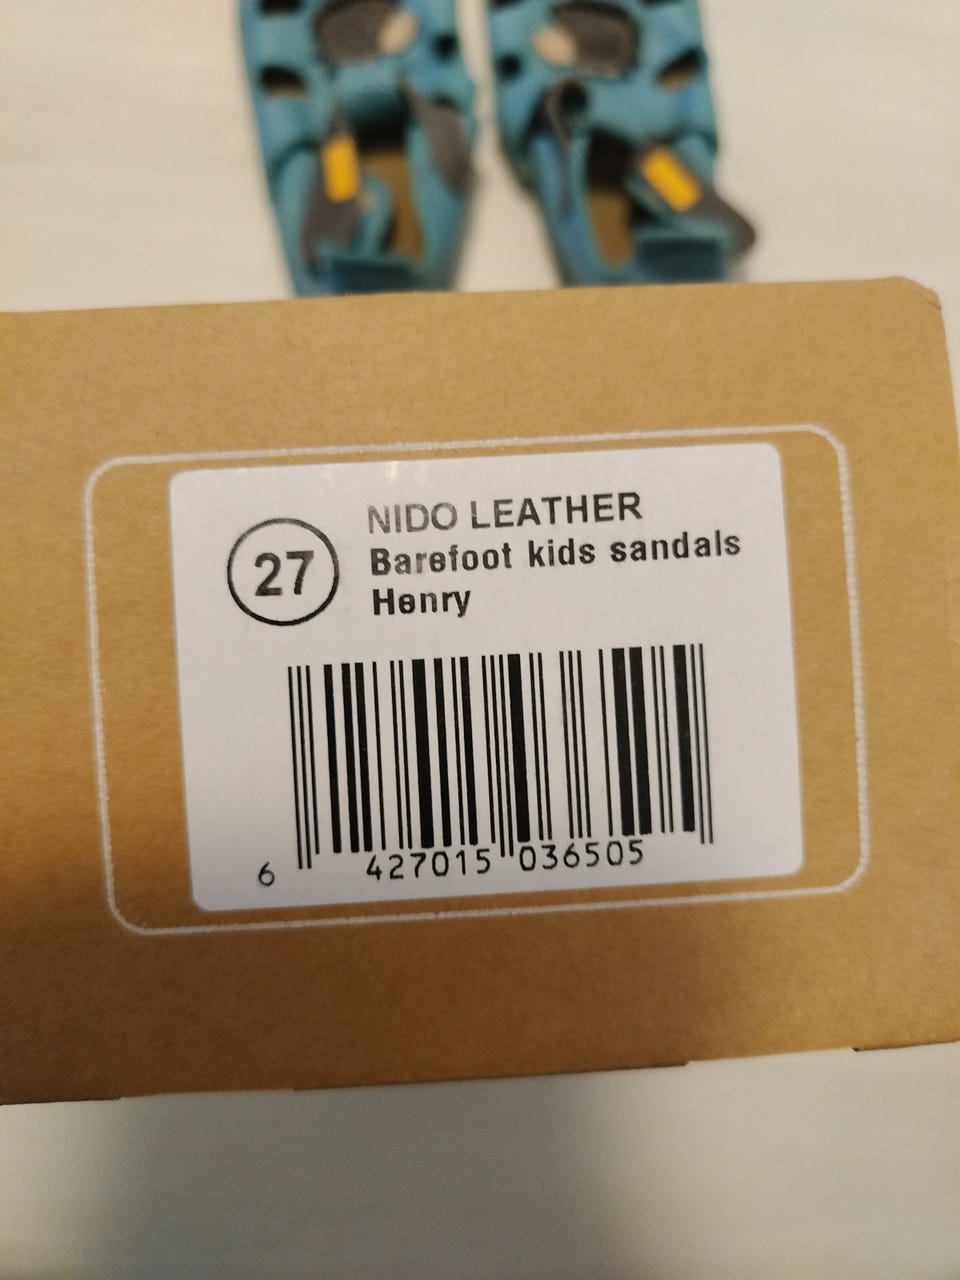 27
NIDO LEATHER
Barefoot kids sandals
Henry
6 427015 036505